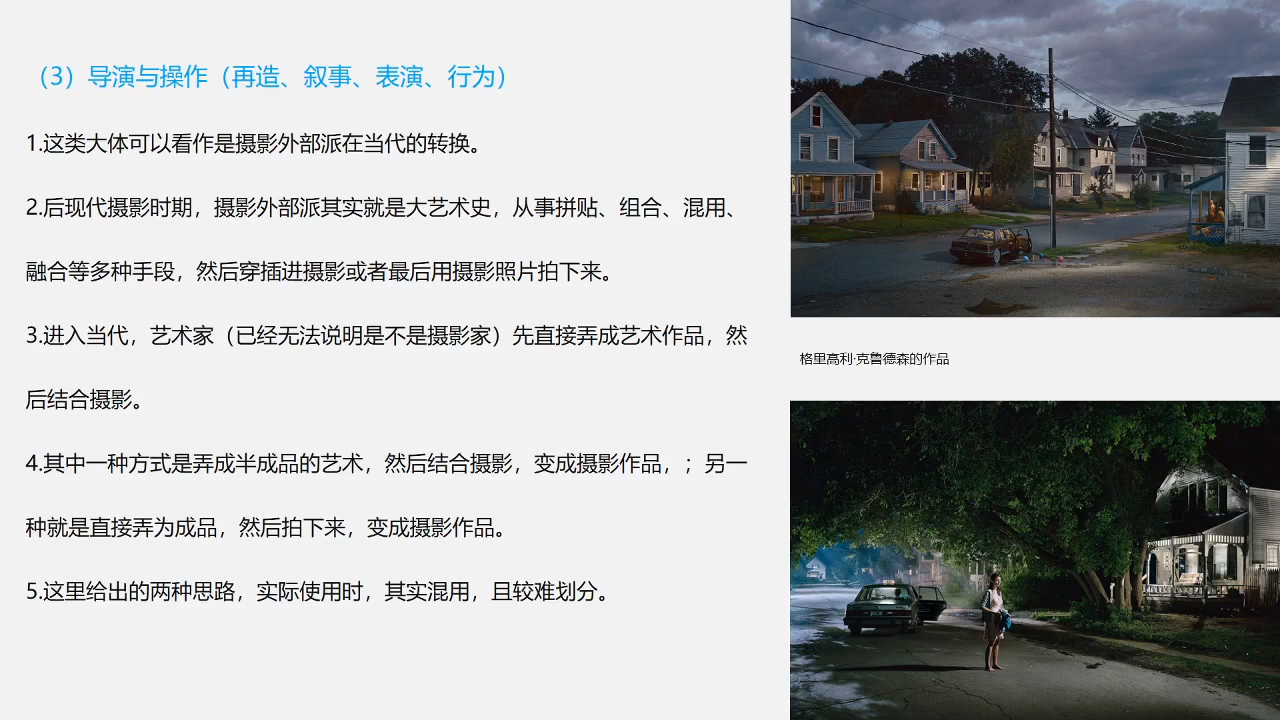 （3）导演与操作（再造、叙事、表演、行为）
1.这类大体可以看作是摄影外部派在当代的转换。
2.后现代摄影时期，摄影外部派其实就是大艺术史，从事拼贴、组合、混用、
融合等多种手段，然后穿插进摄影或者最后用摄影照片拍下来。
3.进入当代，艺术家（已经无法说明是不是摄影家）先直接弄成艺术作品，然
后结合摄影。
4.其中一种方式是弄成半成品的艺术，然后结合摄影，变成摄影作品，；另一
种就是直接弄为成品，然后拍下来，变成摄影作品。
5.这里给出的两种思路，实际使用时，其实混用，且较难划分。
格里高利·克鲁德森的作品